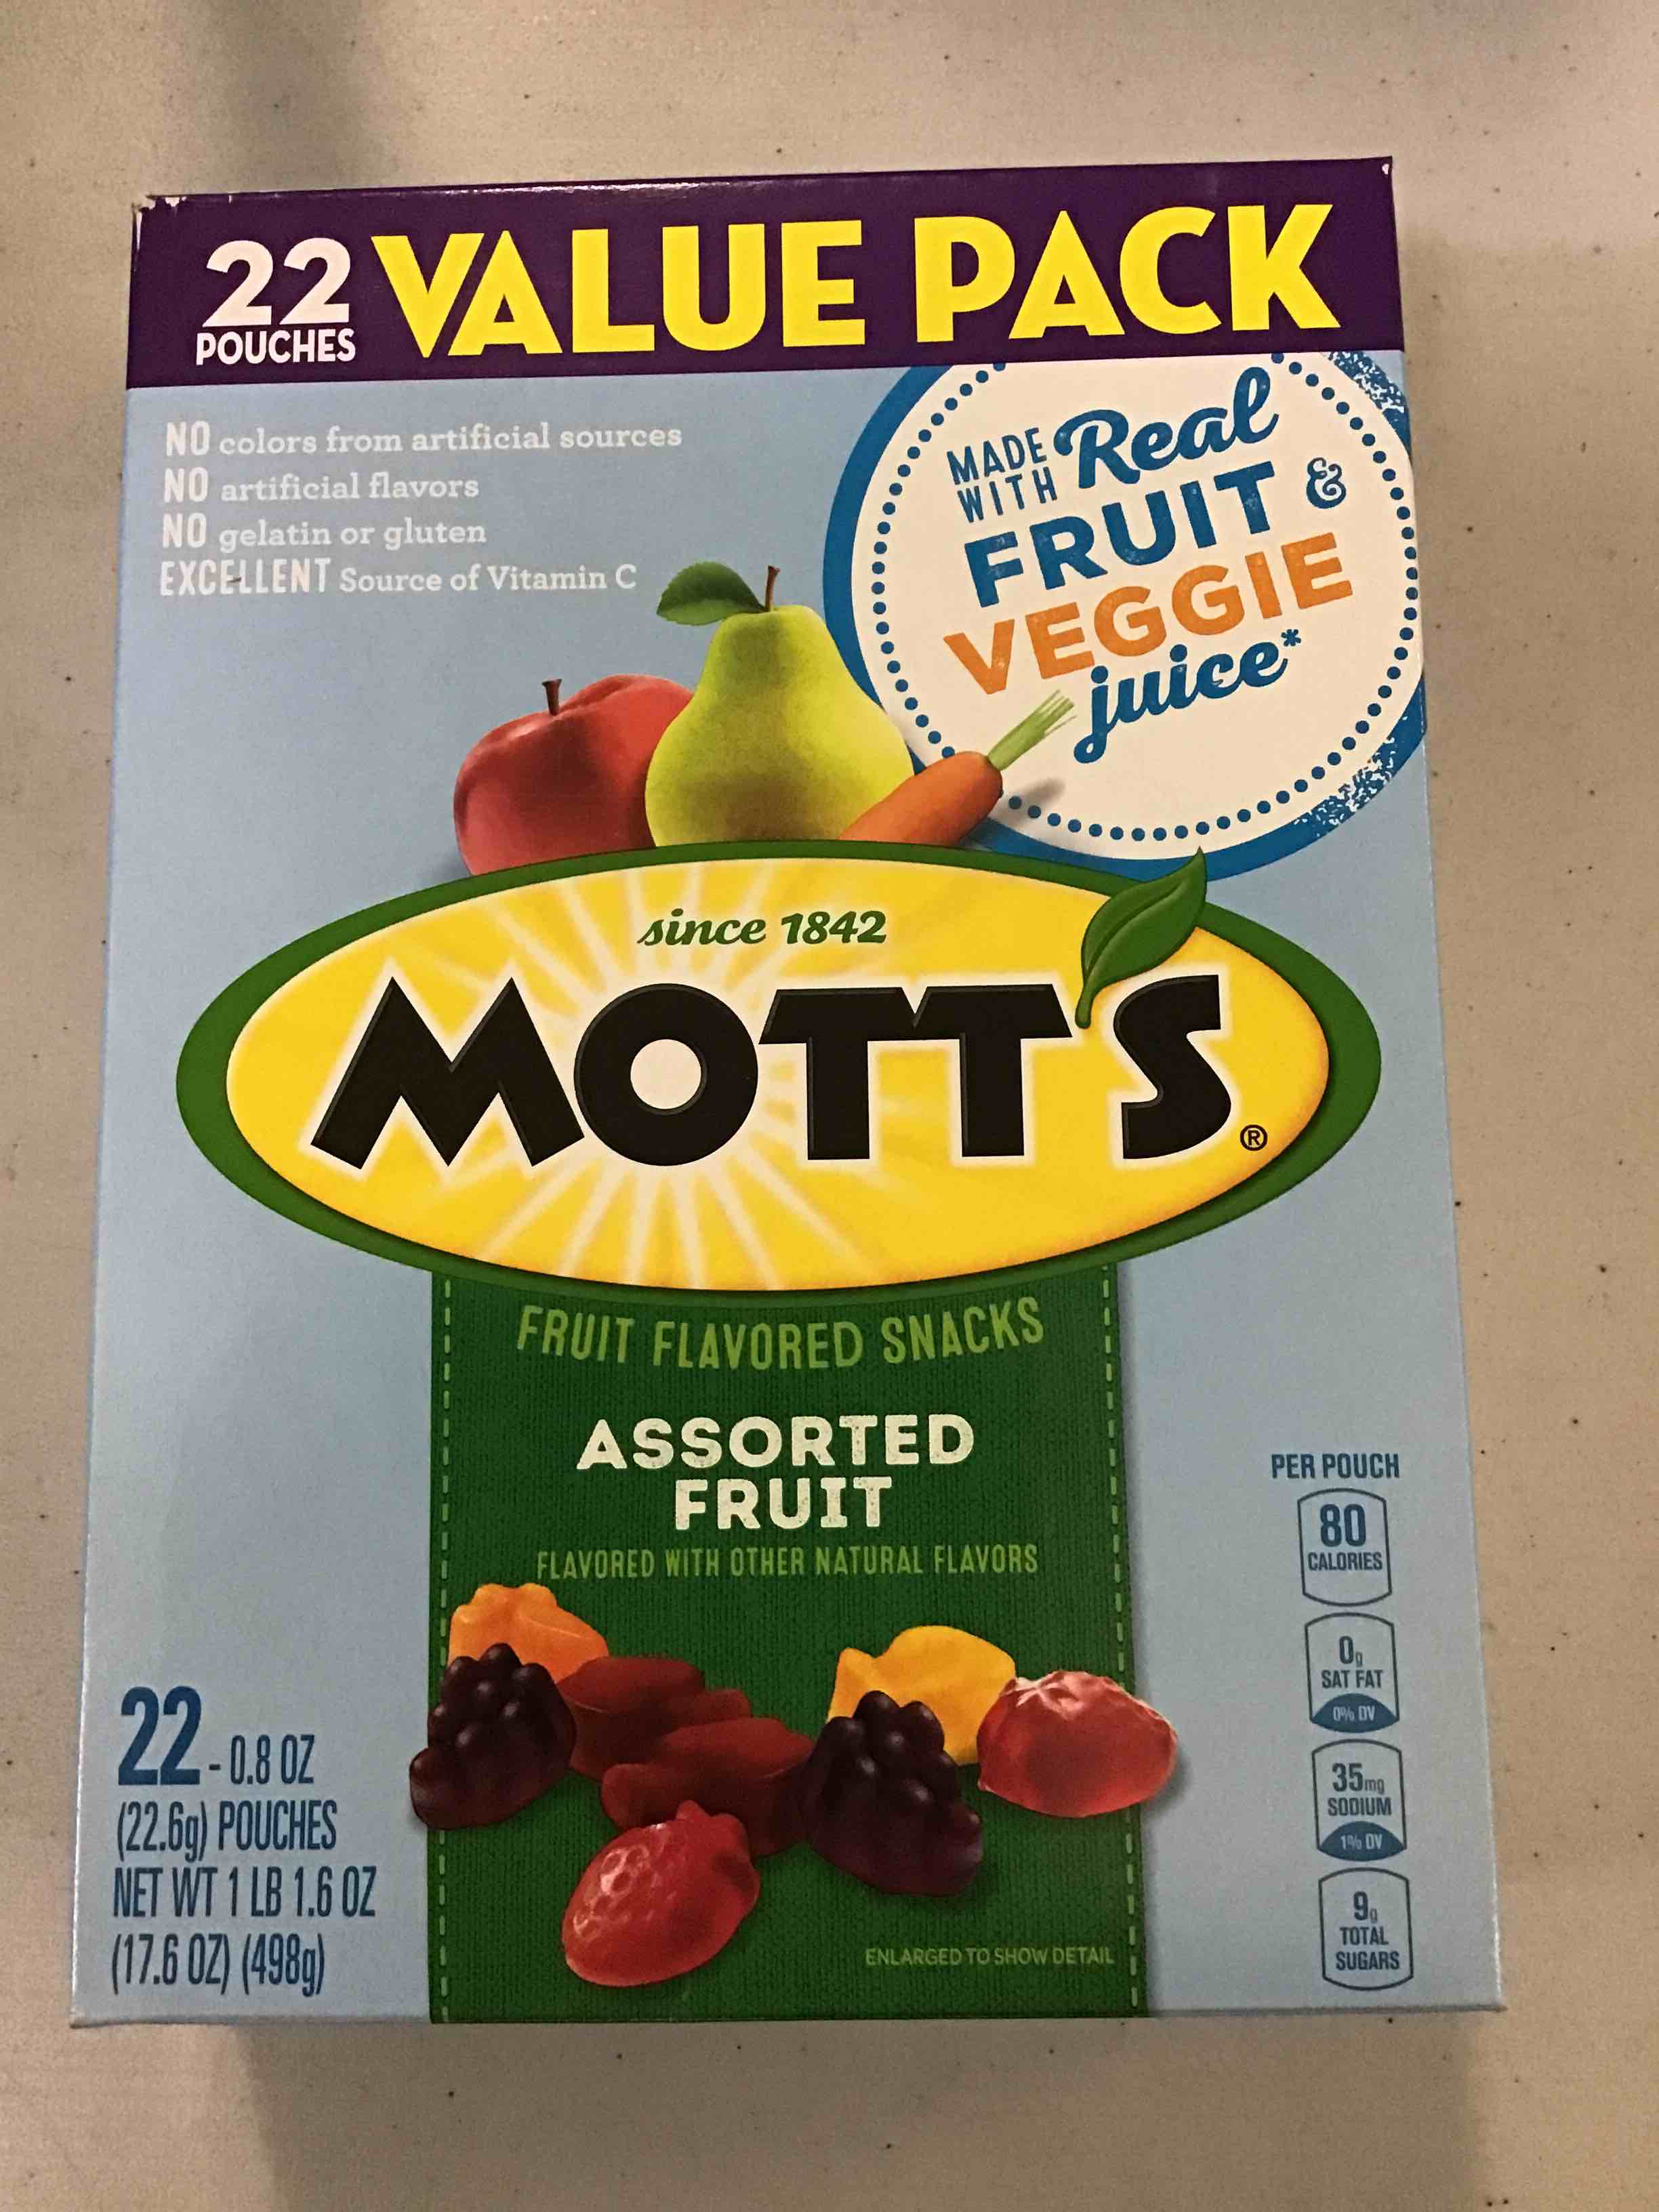 22
POUCHES
VALUE PACK
NO colors from artificial sources
NO artificial flavors
NO gelatin or gluten
EXCELLENT Source of Vitamin C
MADE
WITH
Real
FRUIT &
VEGGIE
juice*
since 1842
MOTT'S®
FRUIT FLAVORED SNACKS
ASSORTED
FRUIT
FLAVORED WITH OTHER NATURAL FLAVORS
PER POUCH
80
CALORIES
0g
SAT FAT
0% DV
35mg
SODIUM
1% DV
9g
TOTAL
SUGARS
22 - 0.8 OZ
(22.6g) POUCHES
NET WT 1 LB 1.6 OZ
(17.6 OZ) (498g)
ENLARGED TO SHOW DETAIL